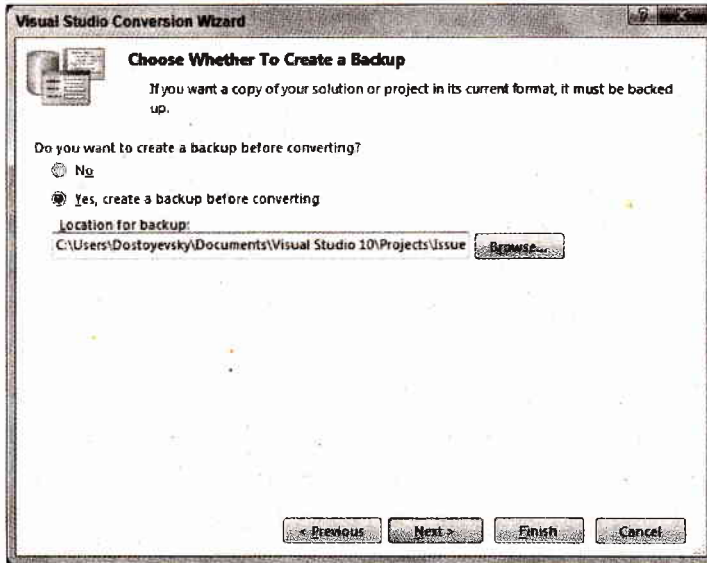 Visual Studio Conversion Wizard
Choose Whether To Create a Backup
If you want a copy of your solution or project in its current format, it must be backed
up.
Do you want to create a backup before converting?
No
Yes, create a backup before converting
Location for backup:
C:\Users\Dostoyevsky\Documents\Visual Studio 10\Projects\Issue
Browse...
< Previous Next > Finish Cancel